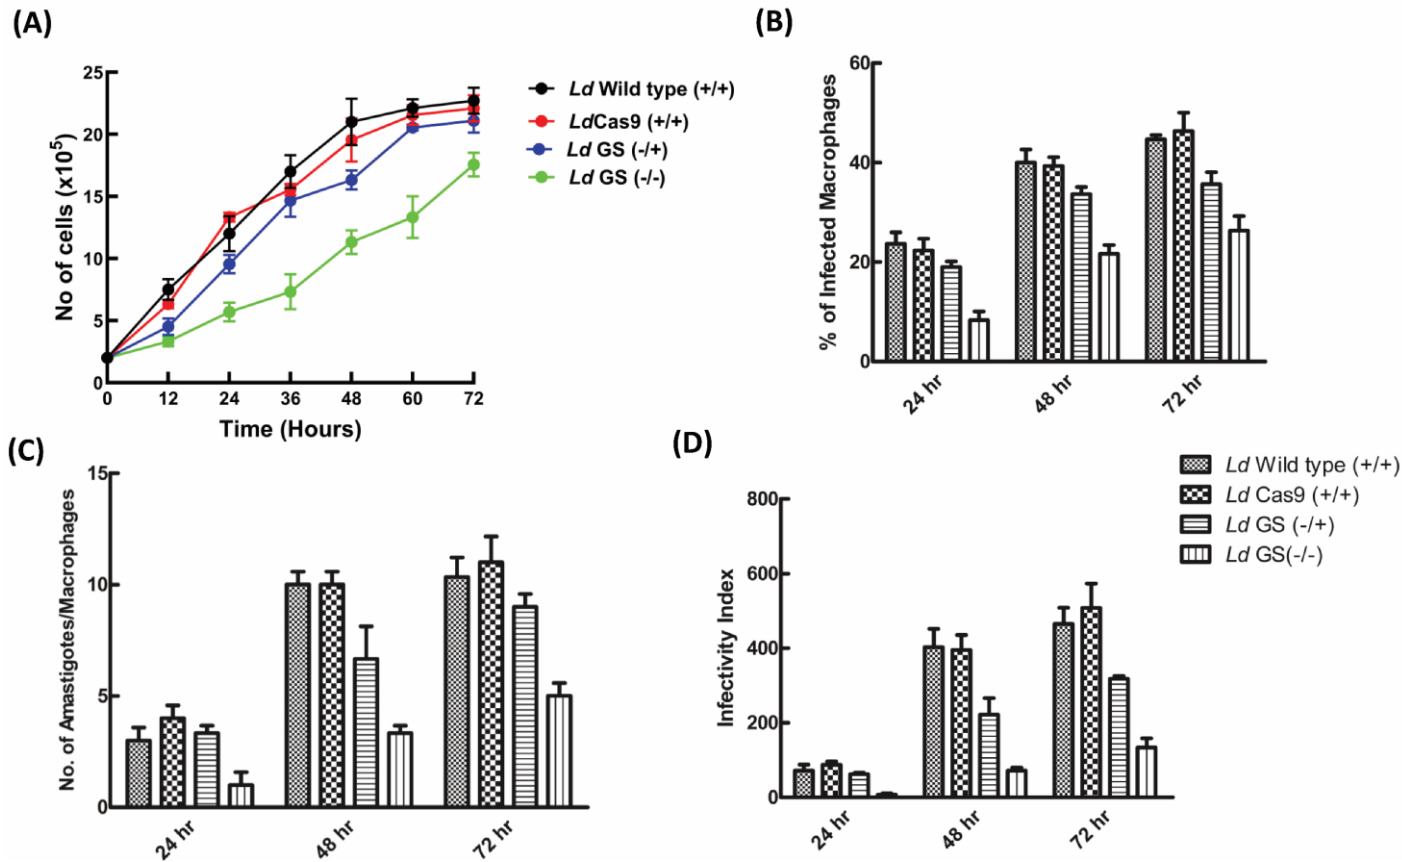 (A)
No of cells (x10⁵)
25
20
15
10
5
0
0 12 24 36 48 60 72
Time (Hours)
Ld Wild type (+/+)
LdCas9 (+/+)
Ld GS (-/+)
Ld GS (-/-)
(B)
% of Infected Macrophages
60
40
20
0
24 hr 48 hr 72 hr
(C)
No. of Amastigotes/Macrophages
15
10
5
0
24 hr 48 hr 72 hr
(D)
Infectivity Index
800
600
400
200
0
24 hr 48 hr 72 hr
Ld Wild type (+/+)
Ld Cas9 (+/+)
Ld GS (-/+)
Ld GS(-/-)